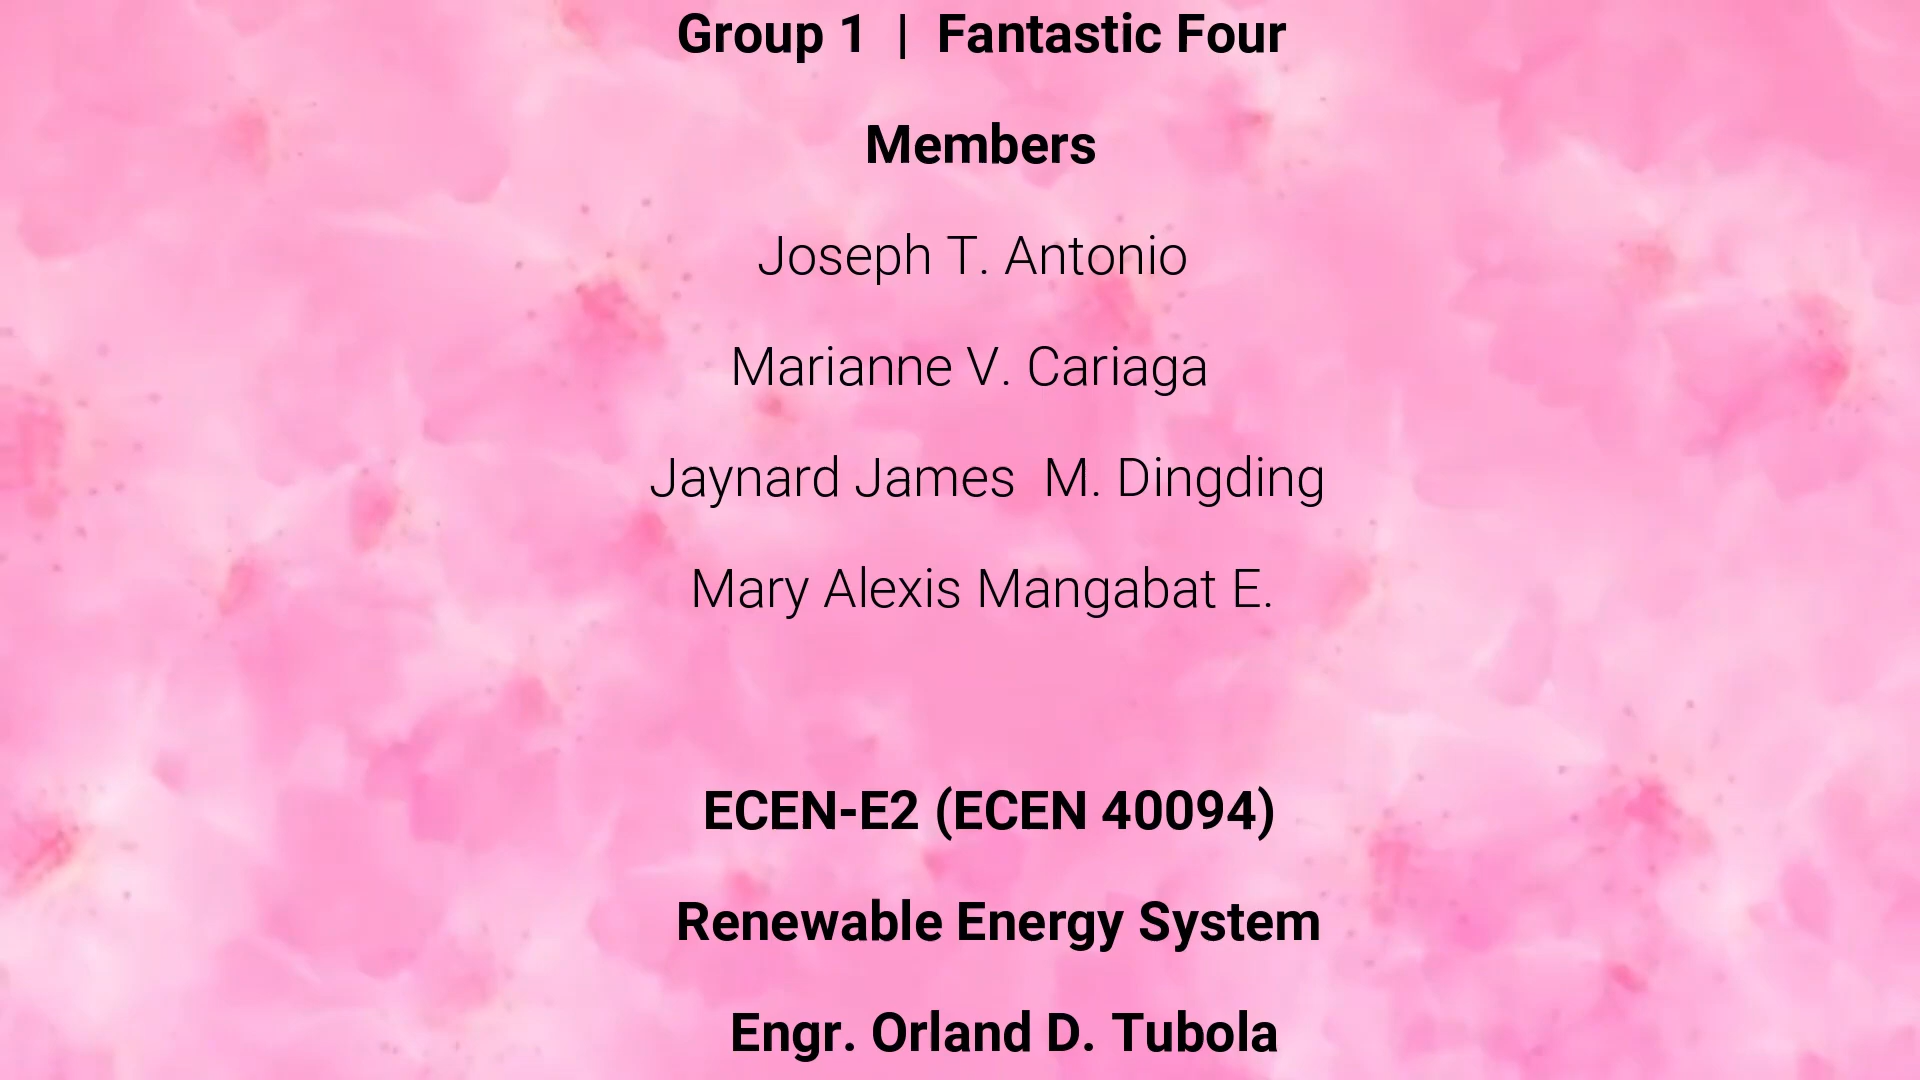 Group 1 | Fantastic Four
Members
Joseph T. Antonio
Marianne V. Cariaga
Jaynard James M. Dingding
Mary Alexis Mangabat E.
ECEN-E2 (ECEN 40094)
Renewable Energy System
Engr. Orland D. Tubola